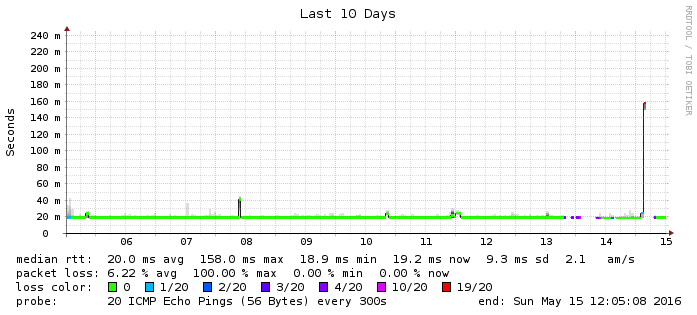 Last 10 Days
RRDTOOL / TOBI OETIKER
Seconds
240 m
220 m
200 m
180 m
160 m
140 m
120 m
100 m
80 m
60 m
40 m
20 m
0
06 07 08 09 10 11 12 13 14 15
median rtt: 20.0 ms avg 158.0 ms max 18.9 ms min 19.2 ms now 9.3 ms sd 2.1 am/s
packet loss: 6.22 % avg 100.00 % max 0.00 % min 0.00 % now
loss color: 0 1/20 2/20 3/20 4/20 10/20 19/20
probe: 20 ICMP Echo Pings (56 Bytes) every 300s end: Sun May 15 12:05:08 2016